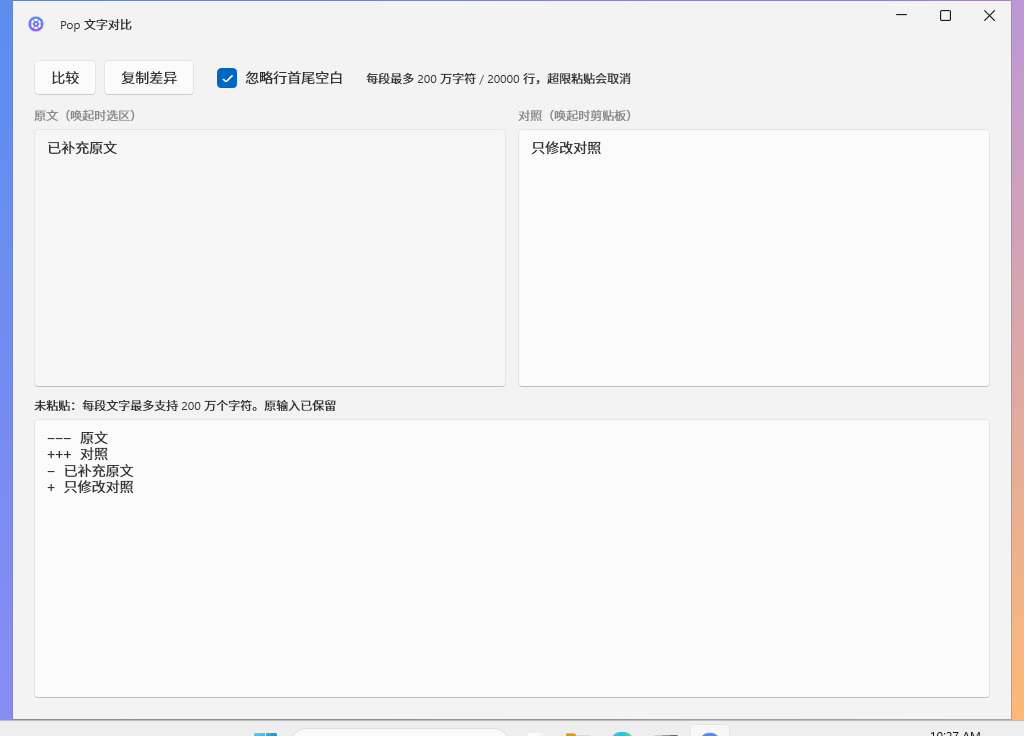 Pop 文字对比
比较 复制差异 忽略行首尾空白 每段最多 200 万字符 / 20000 行，超限粘贴会取消
原文（唤起时选区） 对照（唤起时剪贴板）
已补充原文 只修改对照
未粘贴：每段文字最多支持 200 万个字符。原输入已保留
--- 原文
+++ 对照
- 已补充原文
+ 只修改对照
10:27 AM